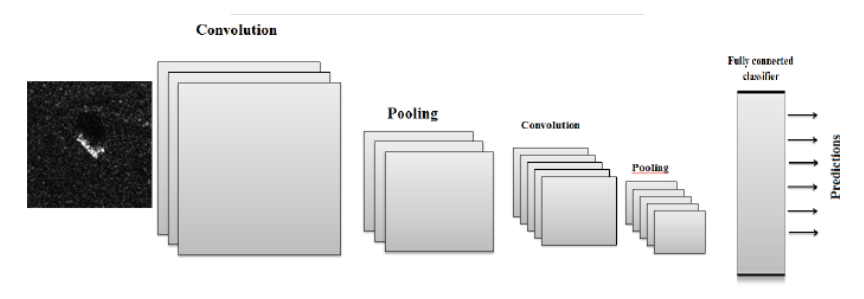 Convolution
Pooling
Convolution
Pooling
Fully connected
classifier
Predictions